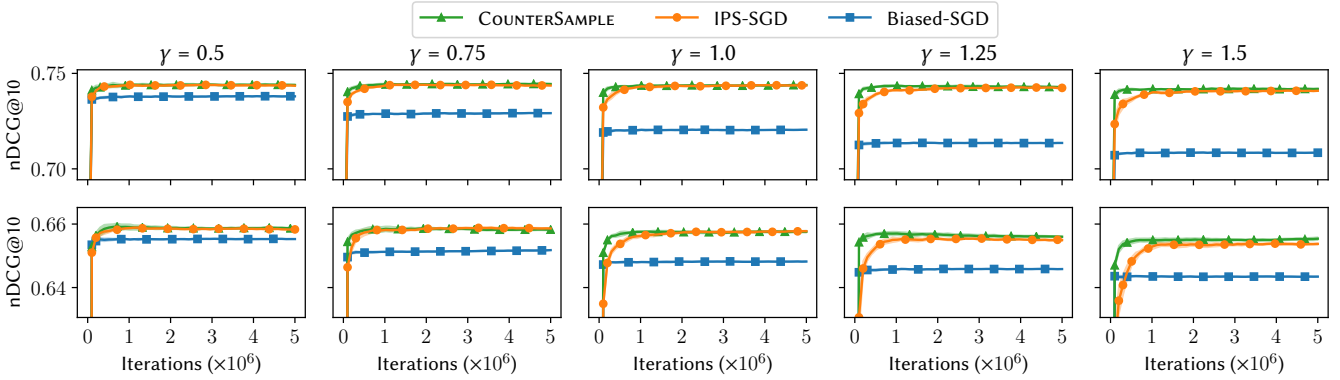 COUNTERSAMPLE IPS-SGD Biased-SGD
γ = 0.5 γ = 0.75 γ = 1.0 γ = 1.25 γ = 1.5
nDCG@10
0.75
0.70
nDCG@10
0.66
0.64
0 1 2 3 4 5 0 1 2 3 4 5 0 1 2 3 4 5 0 1 2 3 4 5 0 1 2 3 4 5
Iterations (×10⁶) Iterations (×10⁶) Iterations (×10⁶) Iterations (×10⁶) Iterations (×10⁶)